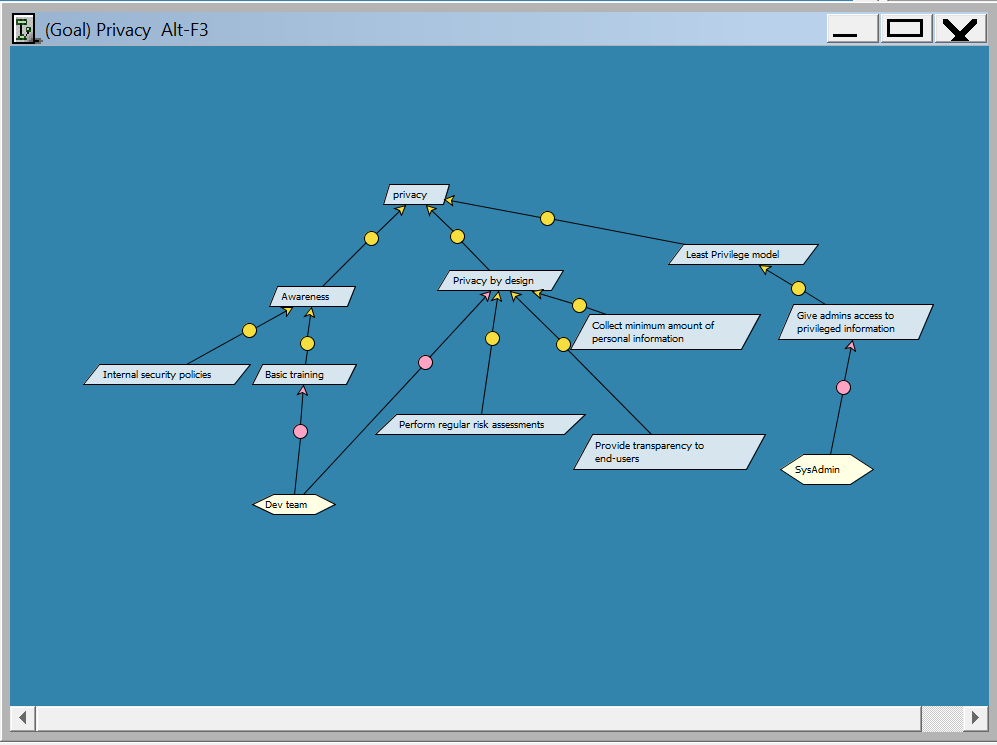 (Goal) Privacy Alt-F3
privacy
Least Privilege model
Privacy by design
Awareness
Give admins access to
privileged information
Collect minimum amount of
personal information
Internal security policies
Basic training
Perform regular risk assessments
Provide transparency to
end-users
SysAdmin
Dev team